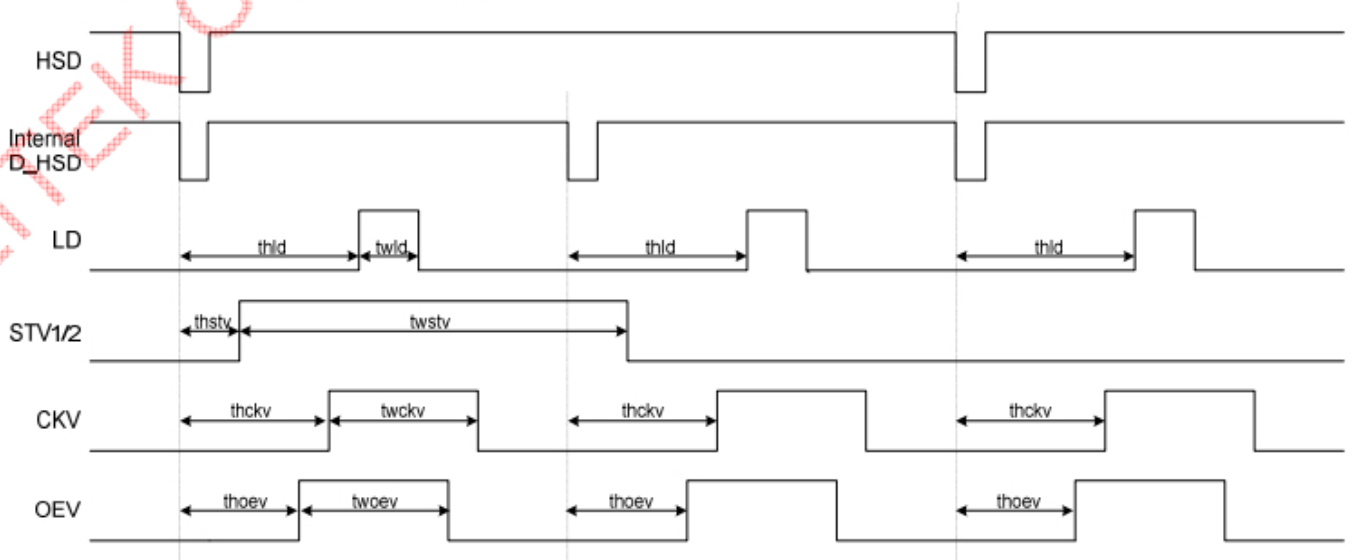 HSD
Internal
D_HSD
LD
thld
twld
thld
thld
STV1/2
thstv
twstv
CKV
thckv
twckv
thckv
thckv
OEV
thoev
twoev
thoev
thoev